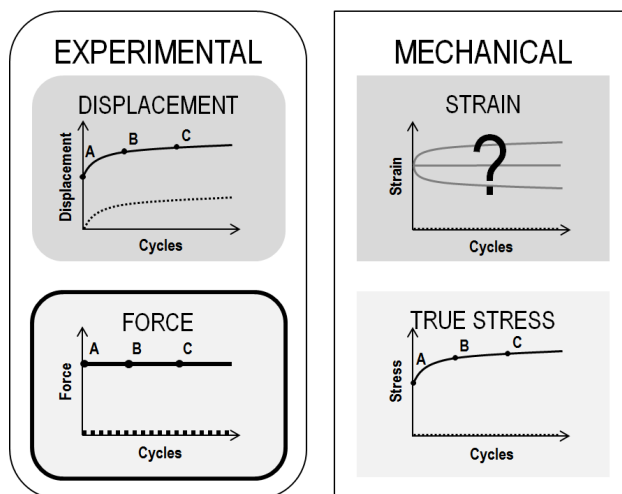 EXPERIMENTAL
DISPLACEMENT
Displacement
A
B
C
Cycles
FORCE
Force
A
B
C
Cycles
MECHANICAL
STRAIN
Strain
?
Cycles
TRUE STRESS
Stress
A
B
C
Cycles